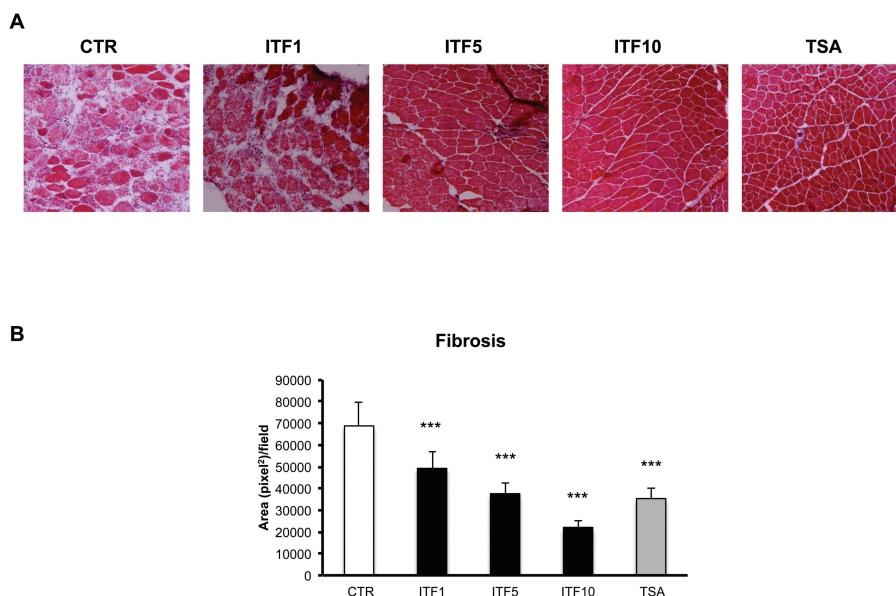 A
CTR ITF1 ITF5 ITF10 TSA
B
Fibrosis
Area (pixel²)/field
90000
80000
70000
60000
50000
40000
30000
20000
10000
0
***
***
***
***
CTR ITF1 ITF5 ITF10 TSA